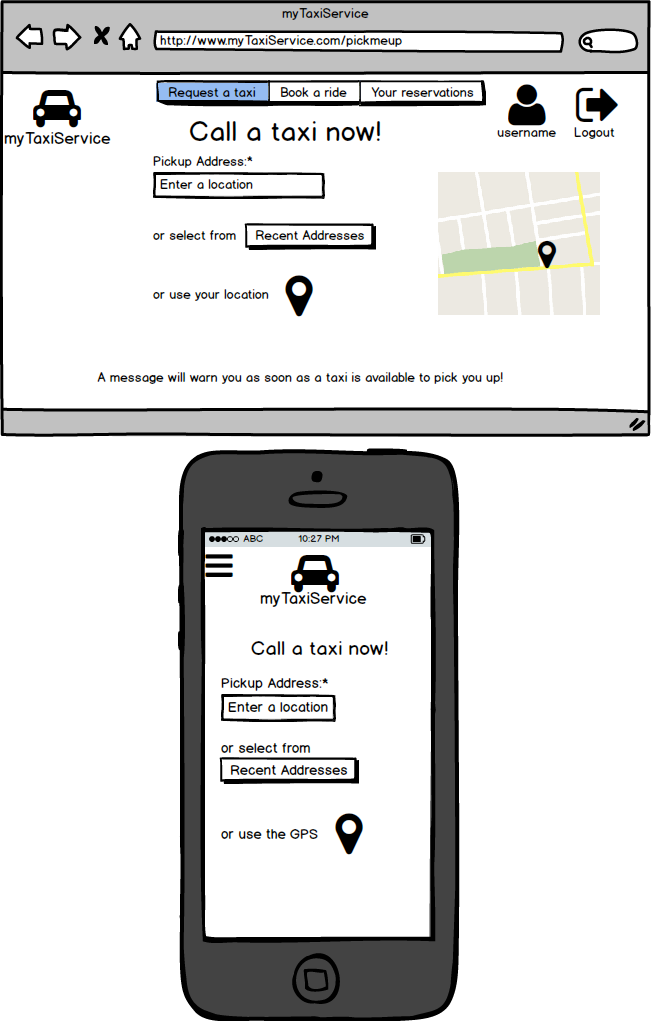 myTaxiService
http://www.myTaxiService.com/pickmeup
Request a taxi Book a ride Your reservations
myTaxiService
username Logout
Call a taxi now!
Pickup Address:*
Enter a location
or select from Recent Addresses
or use your location
A message will warn you as soon as a taxi is available to pick you up!
ABC 10:27 PM
myTaxiService
Call a taxi now!
Pickup Address:*
Enter a location
or select from
Recent Addresses
or use the GPS